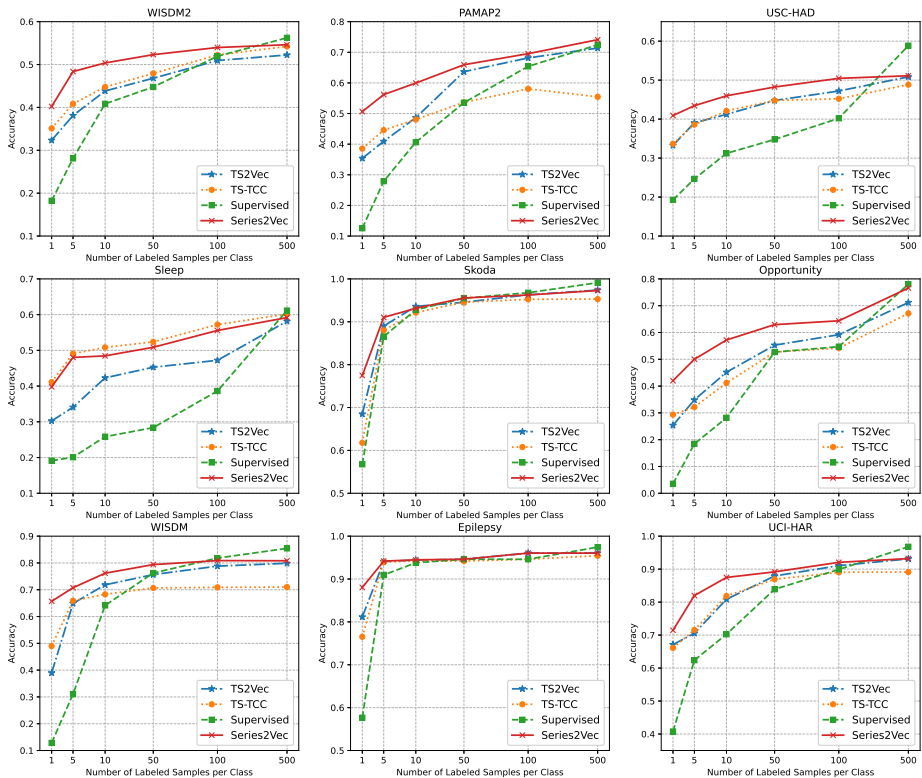 WISDM2
0.6
0.5
0.4
0.3
0.2
0.1
Accuracy
TS2Vec
TS-TCC
Supervised
Series2Vec
1 5 10 50 100 500
Number of Labeled Samples per Class
PAMAP2
0.8
0.7
0.6
0.5
0.4
0.3
0.2
0.1
Accuracy
TS2Vec
TS-TCC
Supervised
Series2Vec
1 5 10 50 100 500
Number of Labeled Samples per Class
USC-HAD
0.6
0.5
0.4
0.3
0.2
0.1
Accuracy
TS2Vec
TS-TCC
Supervised
Series2Vec
1 5 10 50 100 500
Number of Labeled Samples per Class
Sleep
0.7
0.6
0.5
0.4
0.3
0.2
0.1
Accuracy
TS2Vec
TS-TCC
Supervised
Series2Vec
1 5 10 50 100 500
Number of Labeled Samples per Class
Skoda
1.0
0.9
0.8
0.7
0.6
0.5
Accuracy
TS2Vec
TS-TCC
Supervised
Series2Vec
1 5 10 50 100 500
Number of Labeled Samples per Class
Opportunity
0.8
0.7
0.6
0.5
0.4
0.3
0.2
0.1
0.0
Accuracy
TS2Vec
TS-TCC
Supervised
Series2Vec
1 5 10 50 100 500
Number of Labeled Samples per Class
WISDM
0.9
0.8
0.7
0.6
0.5
0.4
0.3
0.2
0.1
Accuracy
TS2Vec
TS-TCC
Supervised
Series2Vec
1 5 10 50 100 500
Number of Labeled Samples per Class
Epilepsy
1.0
0.9
0.8
0.7
0.6
0.5
Accuracy
TS2Vec
TS-TCC
Supervised
Series2Vec
1 5 10 50 100 500
Number of Labeled Samples per Class
UCI-HAR
1.0
0.9
0.8
0.7
0.6
0.5
0.4
Accuracy
TS2Vec
TS-TCC
Supervised
Series2Vec
1 5 10 50 100 500
Number of Labeled Samples per Class